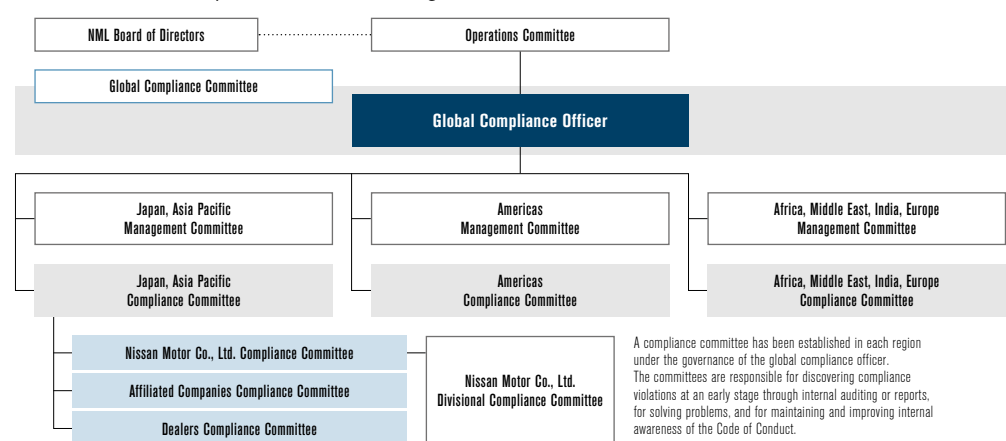 NML Board of Directors
Operations Committee
Global Compliance Committee
Global Compliance Officer
Japan, Asia Pacific
Management Committee
Americas
Management Committee
Africa, Middle East, India, Europe
Management Committee
Japan, Asia Pacific
Compliance Committee
Americas
Compliance Committee
Africa, Middle East, India, Europe
Compliance Committee
Nissan Motor Co., Ltd. Compliance Committee
Affiliated Companies Compliance Committee
Dealers Compliance Committee
Nissan Motor Co., Ltd.
Divisional Compliance Committee
A compliance committee has been established in each region
under the governance of the global compliance officer.
The committees are responsible for discovering compliance
violations at an early stage through internal auditing or reports,
for solving problems, and for maintaining and improving internal
awareness of the Code of Conduct.